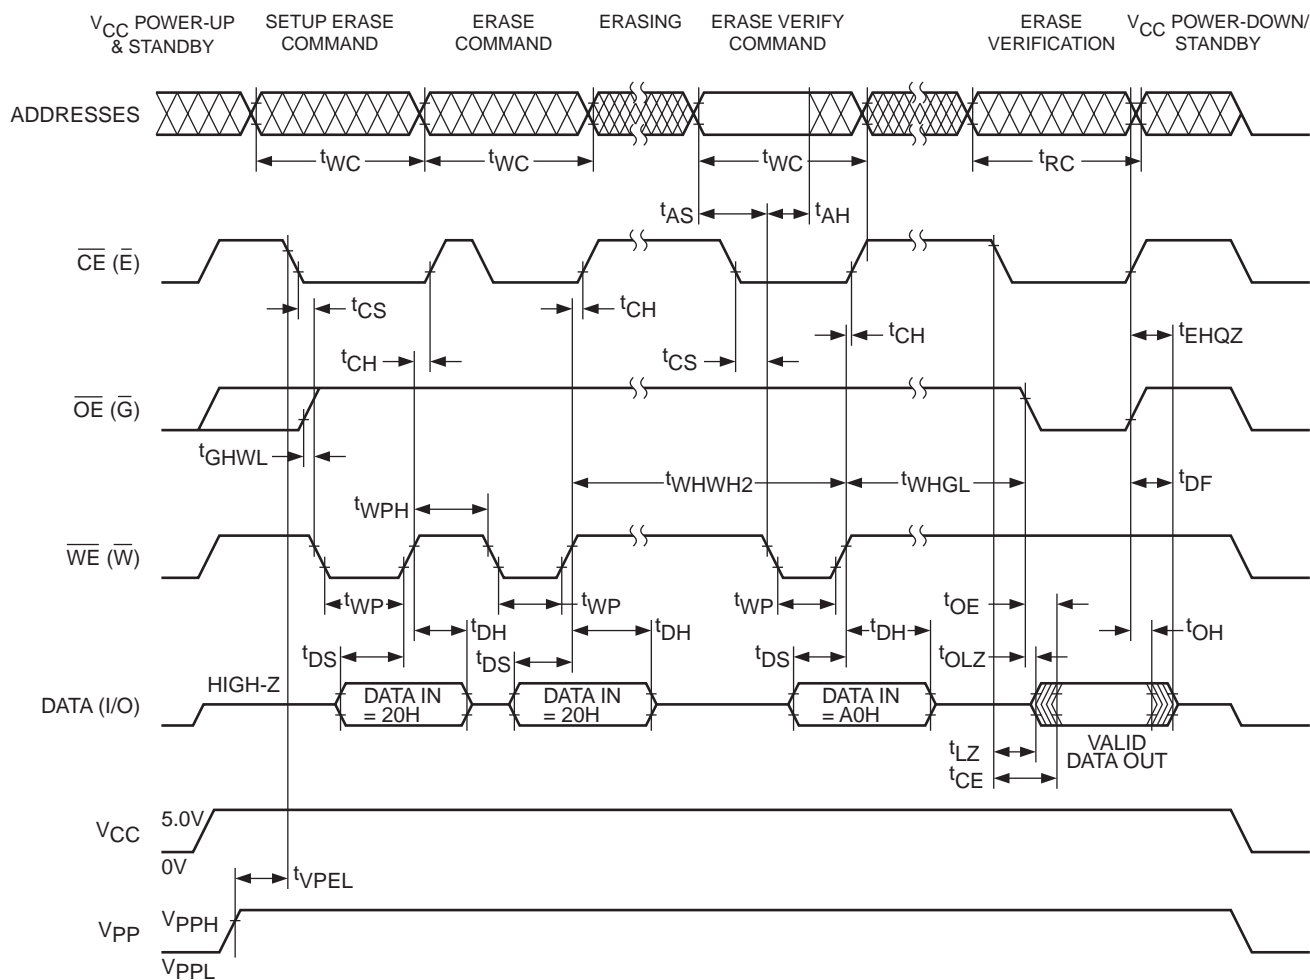 VCC POWER-UP
& STANDBY
SETUP ERASE
COMMAND
ERASE
COMMAND
ERASING
ERASE VERIFY
COMMAND
ERASE
VERIFICATION
VCC POWER-DOWN/
STANDBY
ADDRESSES
tWC
tWC
tWC
tRC
tAS
tAH
CE (E)
tCS
tCH
tCH
tCS
tCH
tEHQZ
OE (G)
tGHWL
tWHWH2
tWHGL
tDF
tWPH
WE (W)
tWP
tWP
tWP
tOE
tDH
tDH
tDH
tOH
tDS
tDS
tDS
tOLZ
HIGH-Z
DATA (I/O)
DATA IN
= 20H
DATA IN
= 20H
DATA IN
= A0H
VALID
DATA OUT
tLZ
tCE
VCC
5.0V
0V
tVPEL
VPP
VPPH
VPPL